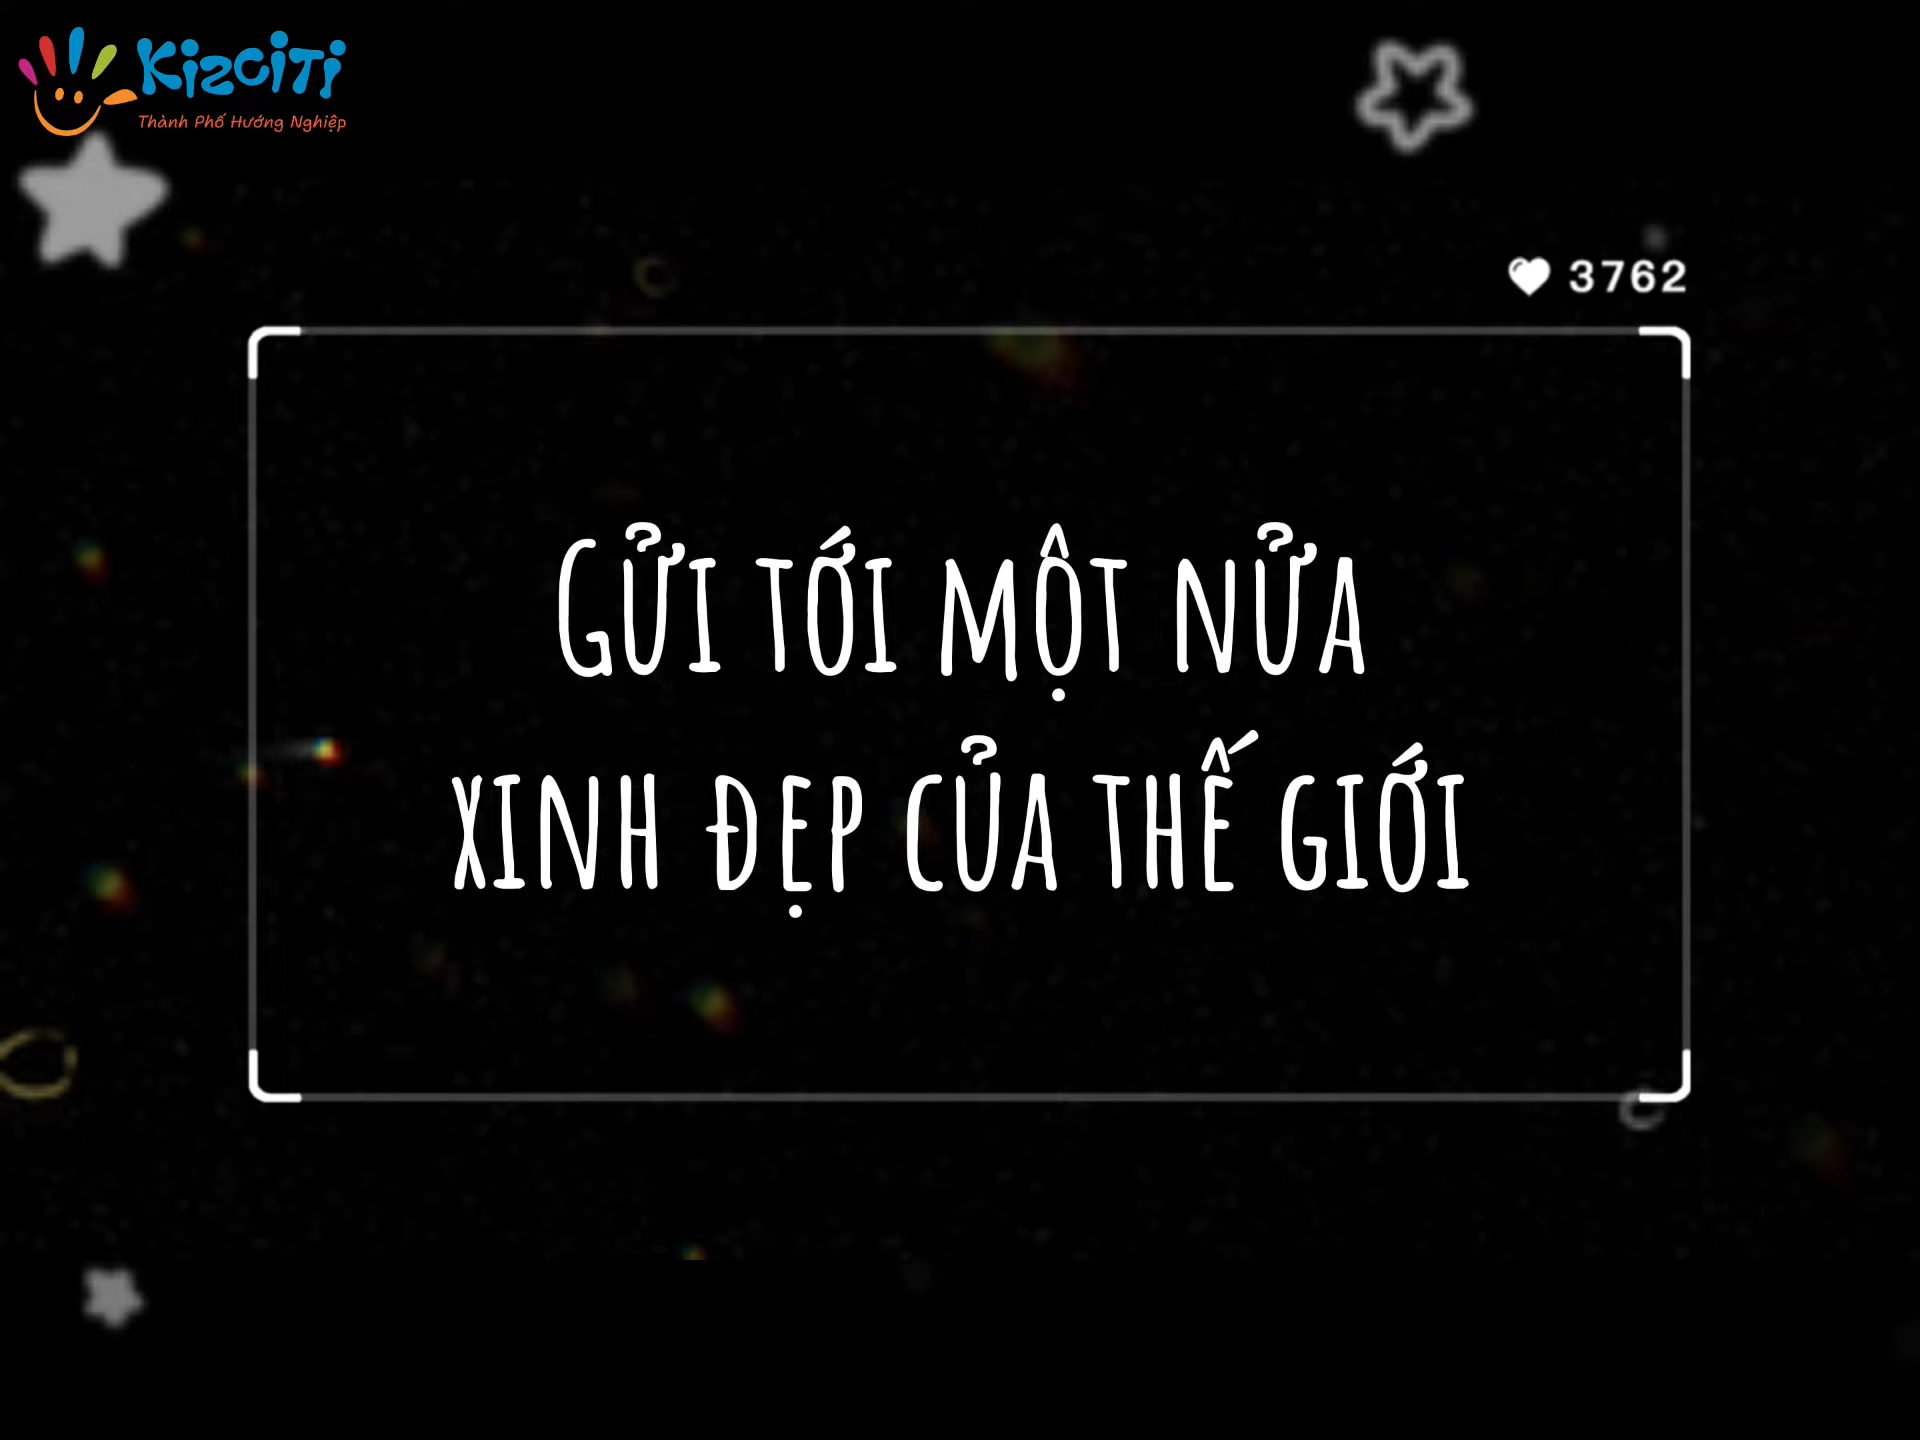 KizCiTi
Thành Phố Hướng Nghiệp
3762
Gửi tới một nửa
xinh đẹp của thế giới